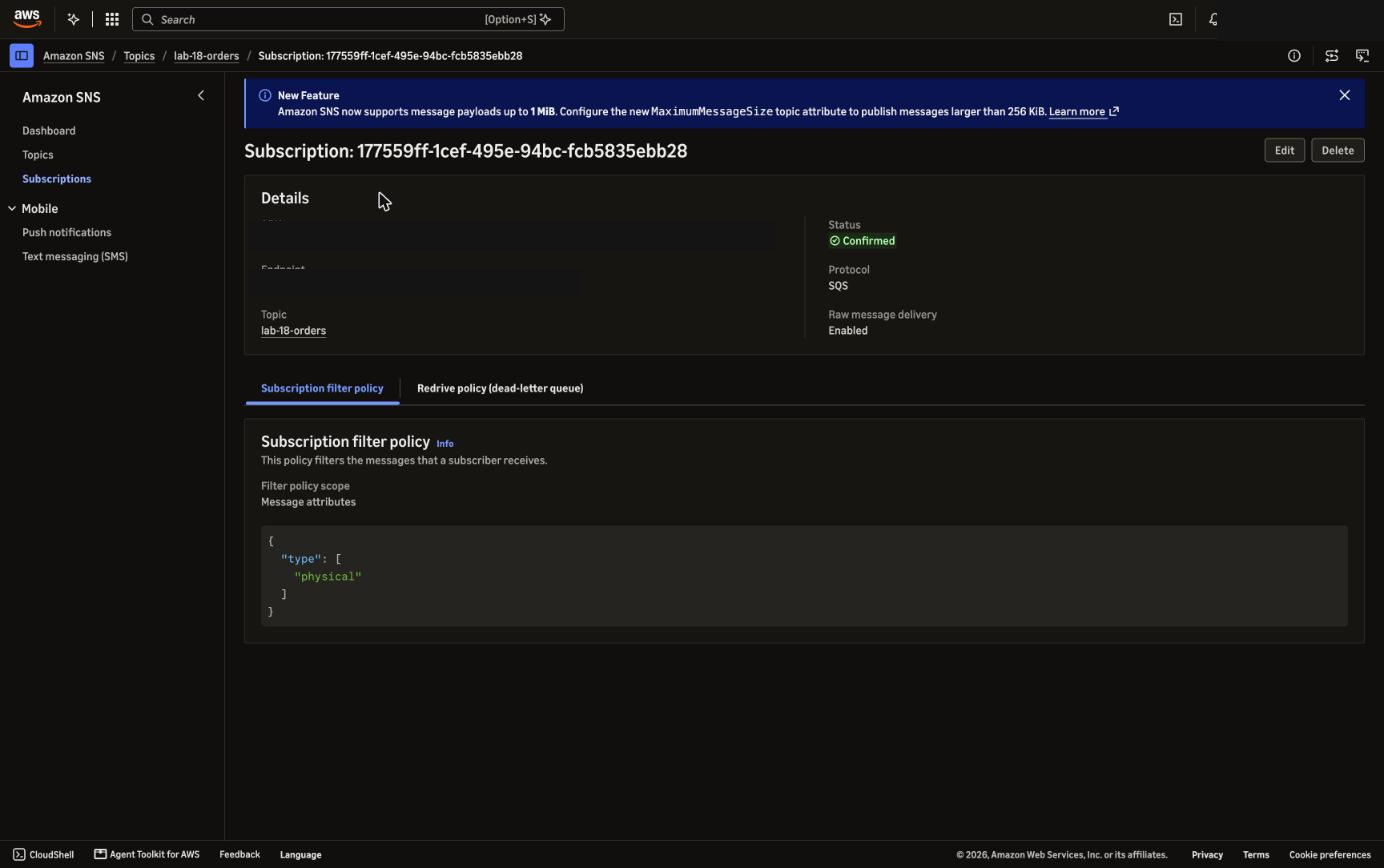 aws
Search [Option+S]
Amazon SNS / Topics / lab-18-orders / Subscription: 177559ff-1cef-495e-94bc-fcb5835ebb28
Amazon SNS
Dashboard
Topics
Subscriptions
Mobile
Push notifications
Text messaging (SMS)
New Feature
Amazon SNS now supports message payloads up to 1 MiB. Configure the new MaximumMessageSize topic attribute to publish messages larger than 256 KiB. Learn more
Subscription: 177559ff-1cef-495e-94bc-fcb5835ebb28
Edit Delete
Details
Topic
lab-18-orders
Status
Confirmed
Protocol
SQS
Raw message delivery
Enabled
Subscription filter policy Redrive policy (dead-letter queue)
Subscription filter policy Info
This policy filters the messages that a subscriber receives.
Filter policy scope
Message attributes
{
"type": [
"physical"
]
}
CloudShell Agent Toolkit for AWS Feedback Language © 2026, Amazon Web Services, Inc. or its affiliates. Privacy Terms Cookie preferences